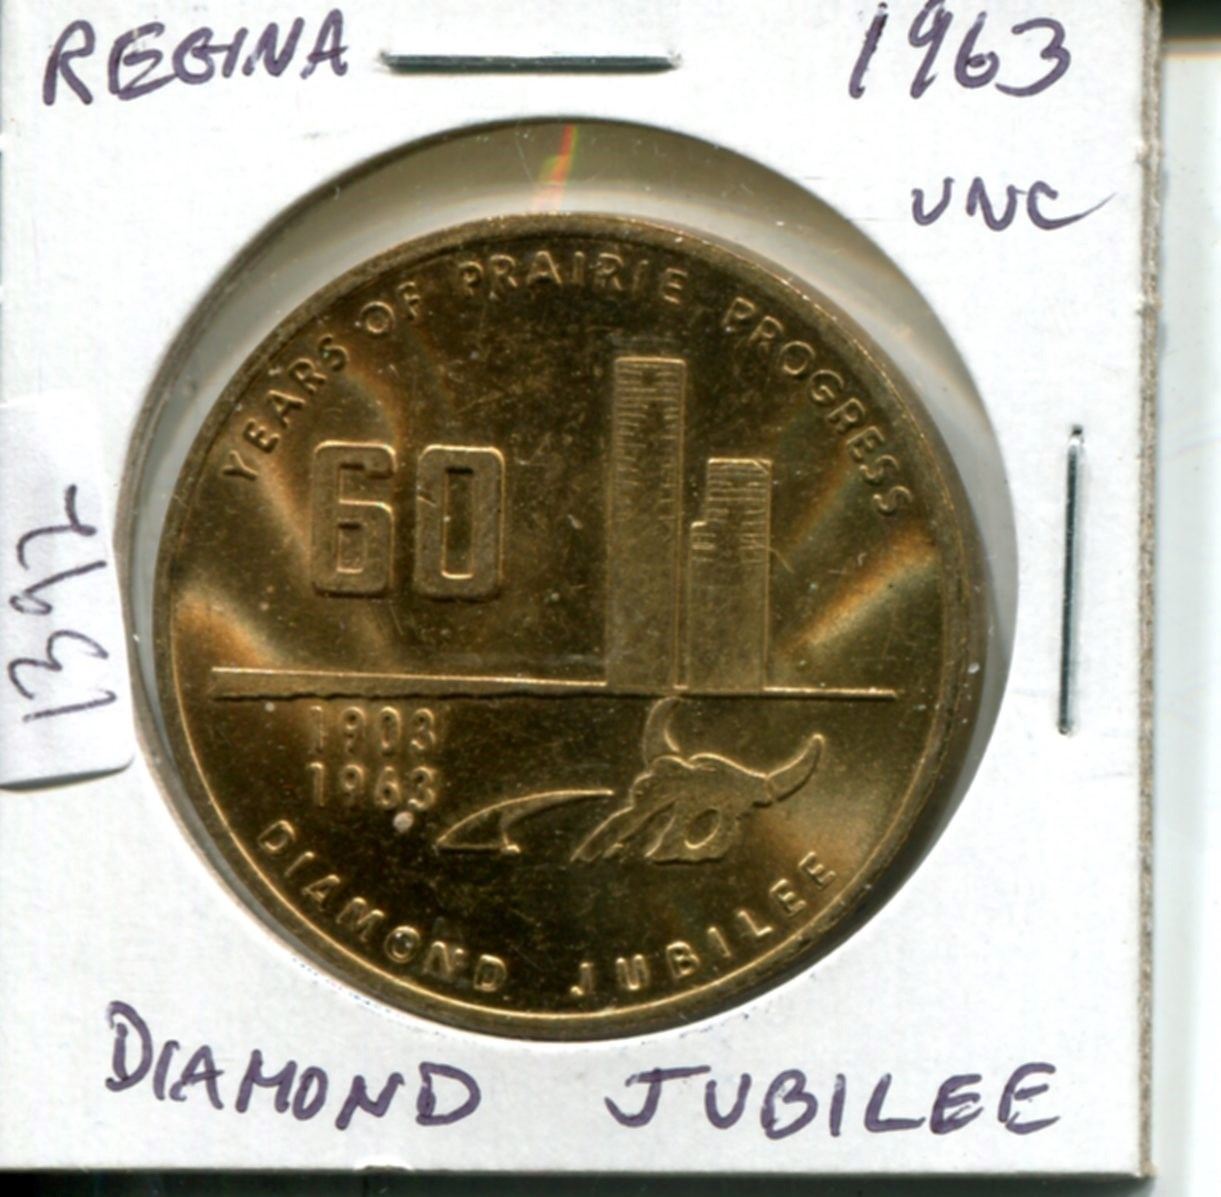 REGINA
1963
UNC
YEARS OF PRAIRIE PROGRESS
60
1903
1963
DIAMOND JUBILEE
1392
DIAMOND JUBILEE